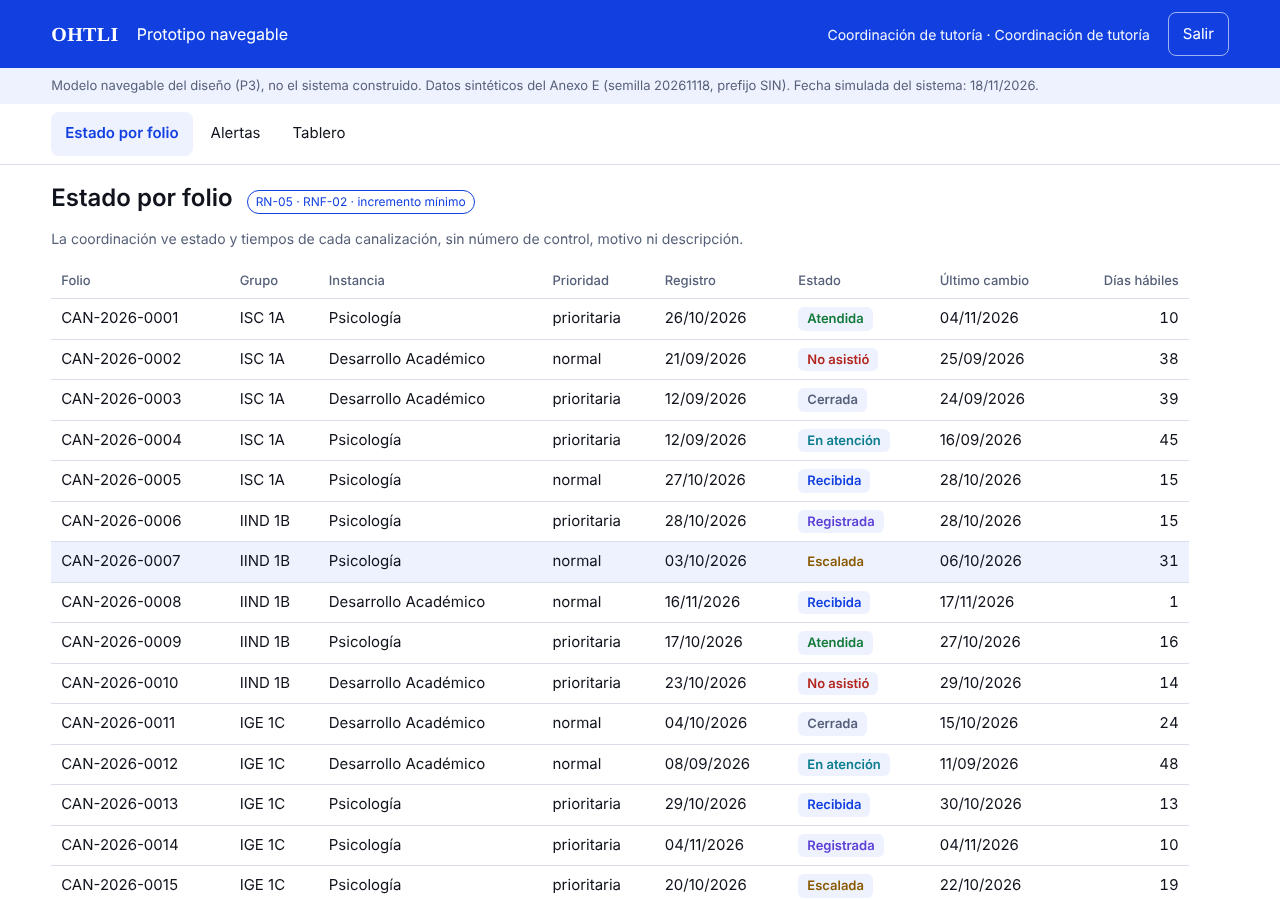 OHTLI Prototipo navegable Coordinación de tutoría · Coordinación de tutoría Salir
Modelo navegable del diseño (P3), no el sistema construido. Datos sintéticos del Anexo E (semilla 20261118, prefijo SIN). Fecha simulada del sistema: 18/11/2026.
Estado por folio Alertas Tablero
Estado por folio RN-05 · RNF-02 · incremento mínimo
La coordinación ve estado y tiempos de cada canalización, sin número de control, motivo ni descripción.
Folio Grupo Instancia Prioridad Registro Estado Último cambio Días hábiles
CAN-2026-0001 ISC 1A Psicología prioritaria 26/10/2026 Atendida 04/11/2026 10
CAN-2026-0002 ISC 1A Desarrollo Académico normal 21/09/2026 No asistió 25/09/2026 38
CAN-2026-0003 ISC 1A Desarrollo Académico prioritaria 12/09/2026 Cerrada 24/09/2026 39
CAN-2026-0004 ISC 1A Psicología prioritaria 12/09/2026 En atención 16/09/2026 45
CAN-2026-0005 ISC 1A Psicología normal 27/10/2026 Recibida 28/10/2026 15
CAN-2026-0006 IIND 1B Psicología prioritaria 28/10/2026 Registrada 28/10/2026 15
CAN-2026-0007 IIND 1B Psicología normal 03/10/2026 Escalada 06/10/2026 31
CAN-2026-0008 IIND 1B Desarrollo Académico normal 16/11/2026 Recibida 17/11/2026 1
CAN-2026-0009 IIND 1B Psicología prioritaria 17/10/2026 Atendida 27/10/2026 16
CAN-2026-0010 IIND 1B Desarrollo Académico prioritaria 23/10/2026 No asistió 29/10/2026 14
CAN-2026-0011 IGE 1C Desarrollo Académico normal 04/10/2026 Cerrada 15/10/2026 24
CAN-2026-0012 IGE 1C Desarrollo Académico normal 08/09/2026 En atención 11/09/2026 48
CAN-2026-0013 IGE 1C Psicología prioritaria 29/10/2026 Recibida 30/10/2026 13
CAN-2026-0014 IGE 1C Psicología prioritaria 04/11/2026 Registrada 04/11/2026 10
CAN-2026-0015 IGE 1C Psicología prioritaria 20/10/2026 Escalada 22/10/2026 19